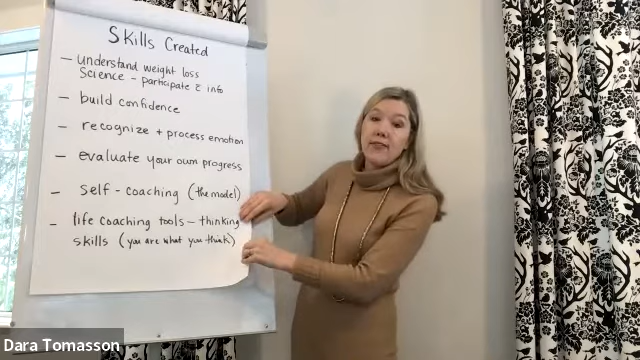 Skills Created
- understand weight loss
Science - participate c̄ info
- build confidence
- recognize + process emotion
- evaluate your own progress
- self-coaching (the model)
- life coaching tools - thinking
skills (you are what you think)
Dara Tomasson